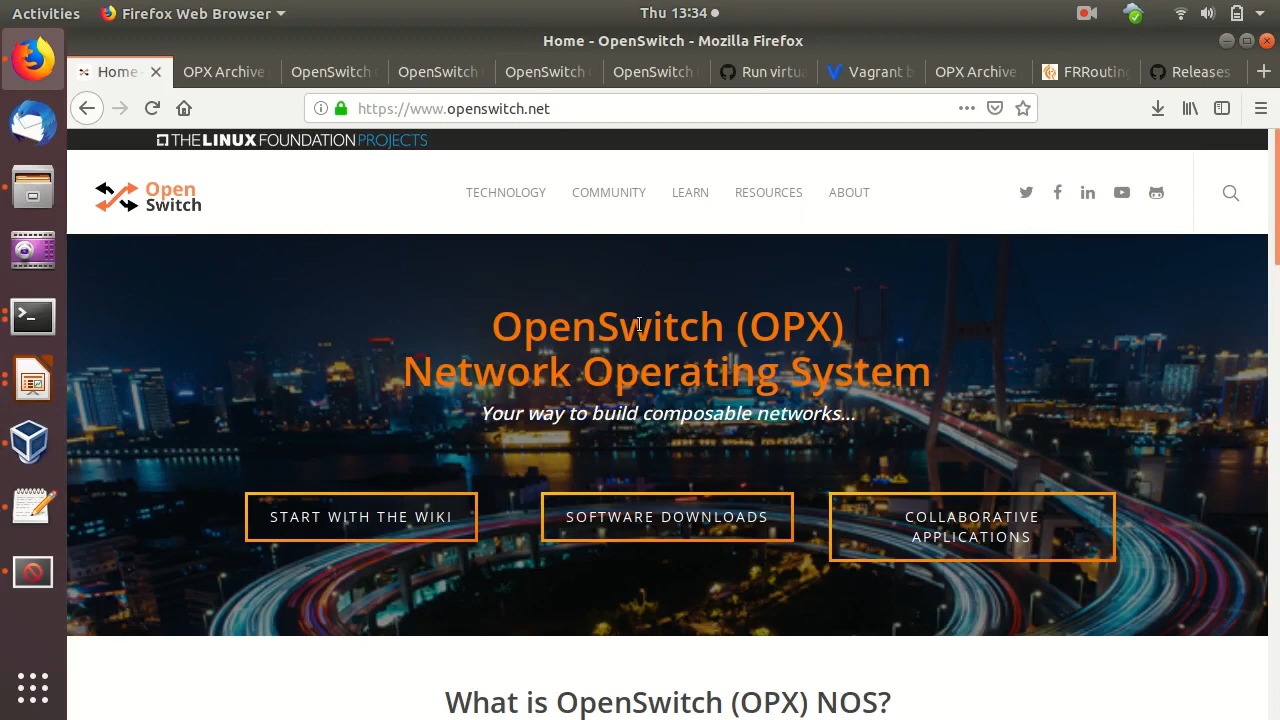 Activities
Firefox Web Browser
Thu 13:34
Home - OpenSwitch - Mozilla Firefox
Home
OPX Archive
OpenSwitch
OpenSwitch
OpenSwitch
OpenSwitch
Run virtu
Vagrant b
OPX Archive
FRRouting
Releases
https://www.openswitch.net
THE LINUX FOUNDATION PROJECTS
Open
Switch
TECHNOLOGY
COMMUNITY
LEARN
RESOURCES
ABOUT
OpenSwitch (OPX)
Network Operating System
Your way to build composable networks...
START WITH THE WIKI
SOFTWARE DOWNLOADS
COLLABORATIVE
APPLICATIONS
What is OpenSwitch (OPX) NOS?